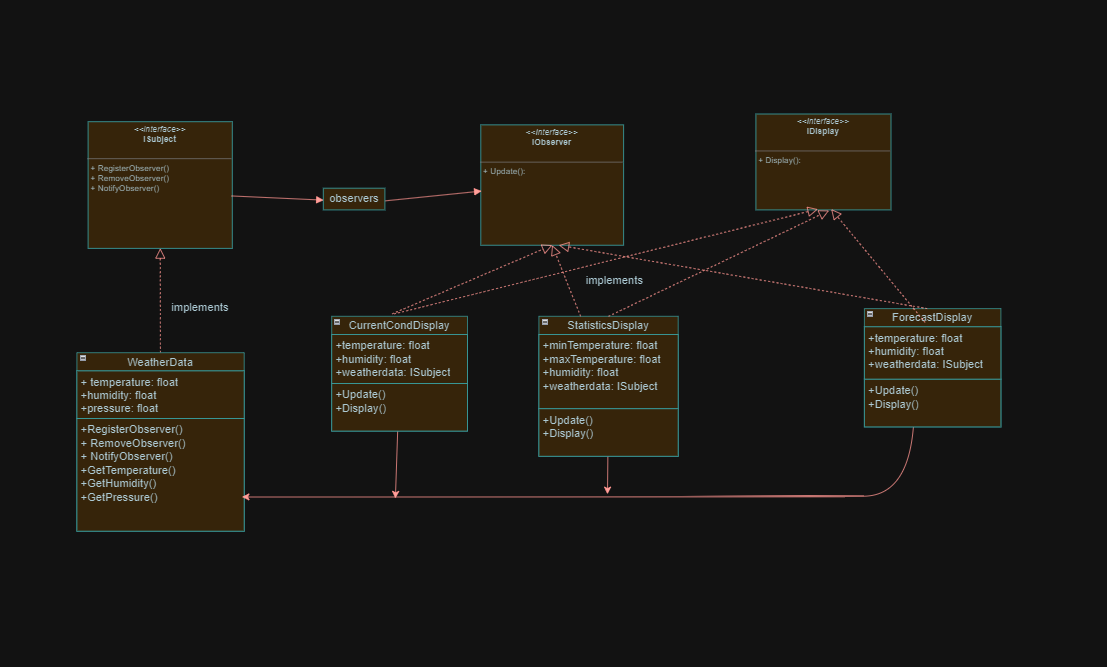 <<interface>>
ISubject
+ RegisterObserver()
+ RemoveObserver()
+ NotifyObserver()
observers
<<Interface>>
IObserver
+ Update():
<<Interface>>
IDisplay
+ Display():
implements
implements
WeatherData
+ temperature: float
+humidity: float
+pressure: float
+RegisterObserver()
+ RemoveObserver()
+ NotifyObserver()
+GetTemperature()
+GetHumidity()
+GetPressure()
CurrentCondDisplay
+temperature: float
+humidity: float
+weatherdata: ISubject
+Update()
+Display()
StatisticsDisplay
+minTemperature: float
+maxTemperature: float
+humidity: float
+weatherdata: ISubject
+Update()
+Display()
ForecastDisplay
+temperature: float
+humidity: float
+weatherdata: ISubject
+Update()
+Display()